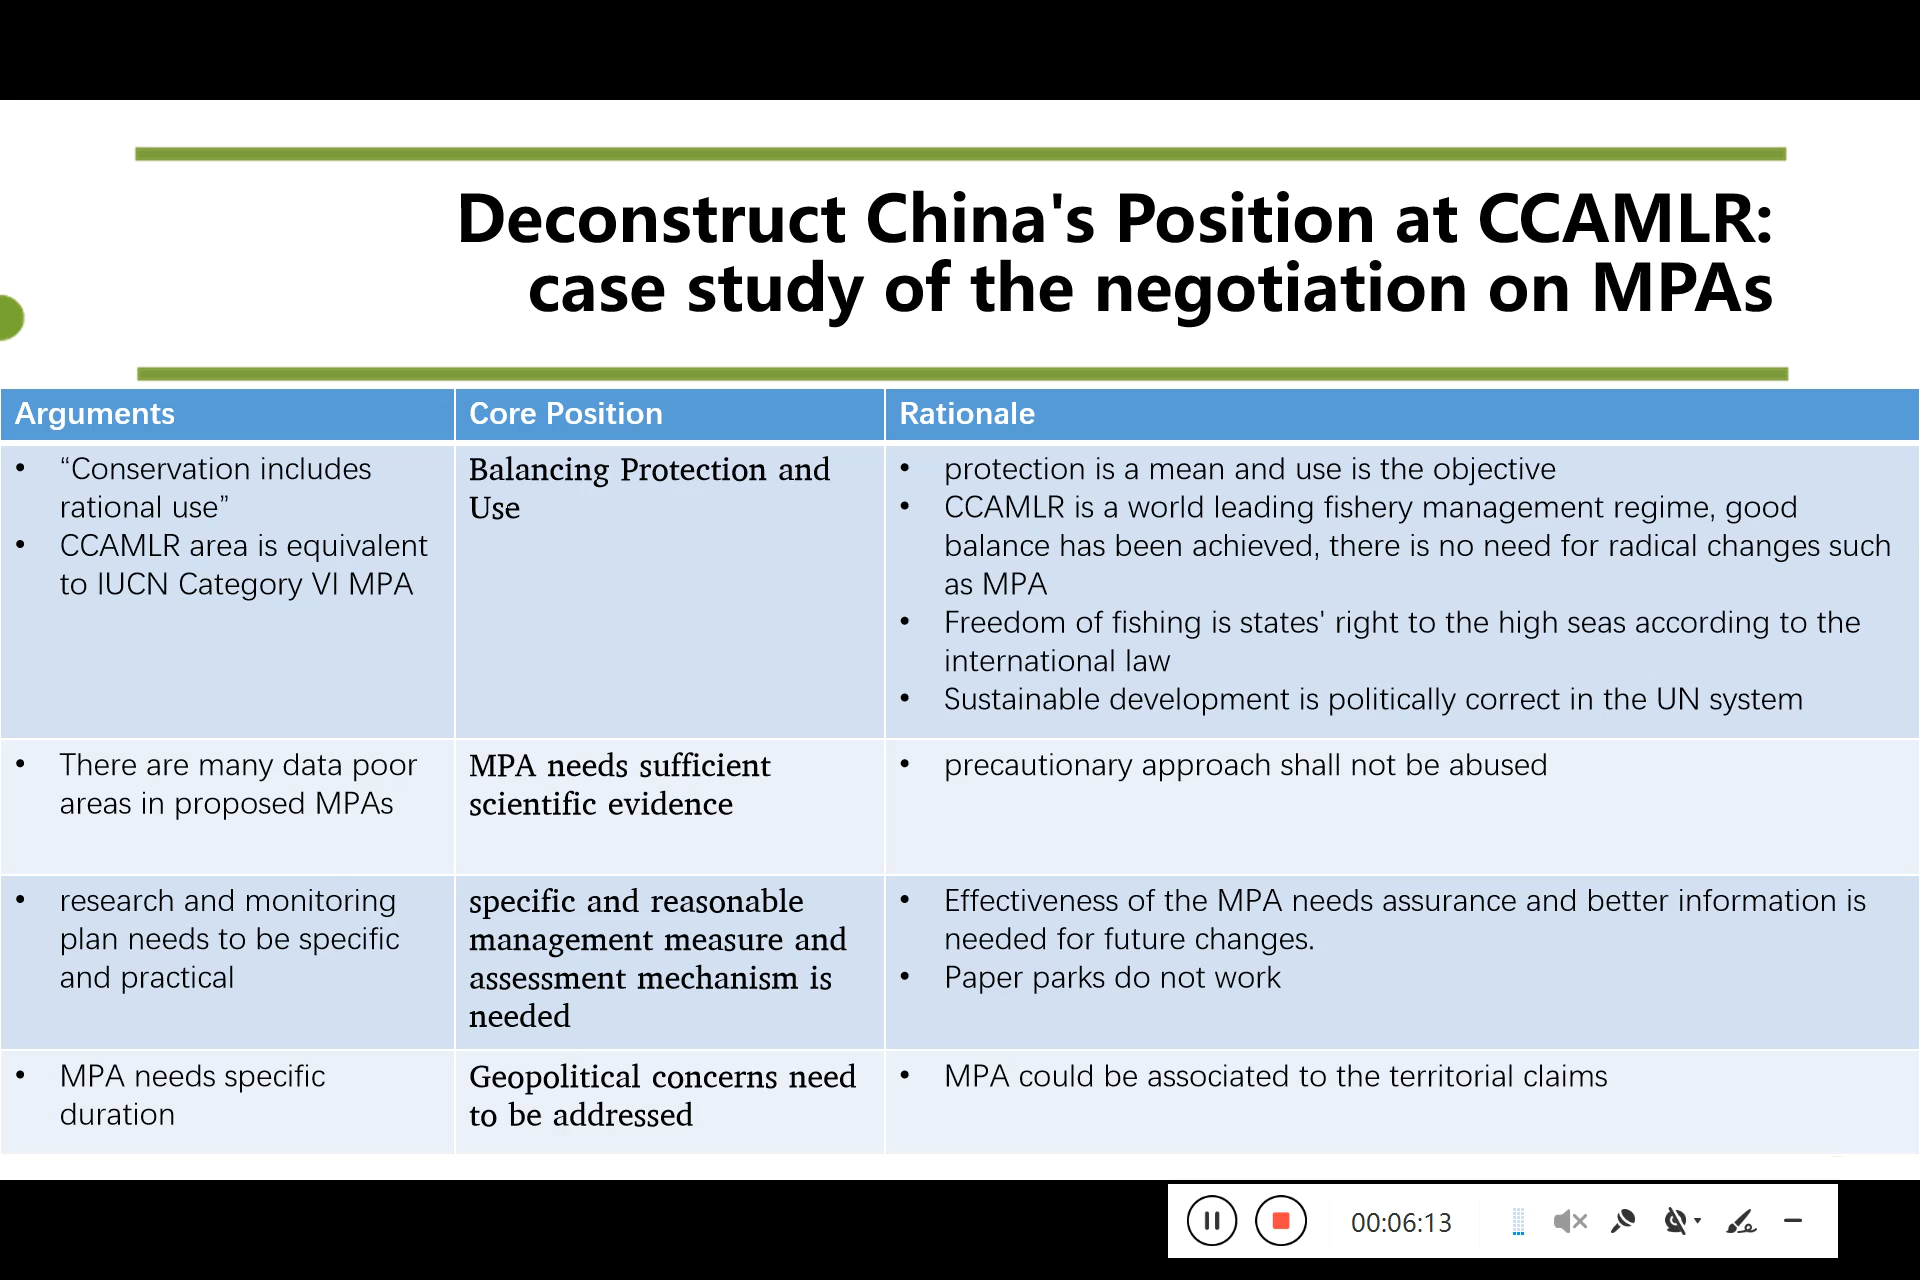 Deconstruct China's Position at CCAMLR:
case study of the negotiation on MPAs
Arguments
Core Position
Rationale
• “Conservation includes
rational use”
• CCAMLR area is equivalent
to IUCN Category VI MPA
Balancing Protection and
Use
• protection is a mean and use is the objective
• CCAMLR is a world leading fishery management regime, good
balance has been achieved, there is no need for radical changes such
as MPA
• Freedom of fishing is states' right to the high seas according to the
international law
• Sustainable development is politically correct in the UN system
• There are many data poor
areas in proposed MPAs
MPA needs sufficient
scientific evidence
• precautionary approach shall not be abused
• research and monitoring
plan needs to be specific
and practical
specific and reasonable
management measure and
assessment mechanism is
needed
• Effectiveness of the MPA needs assurance and better information is
needed for future changes.
• Paper parks do not work
• MPA needs specific
duration
Geopolitical concerns need
to be addressed
• MPA could be associated to the territorial claims
00:06:13